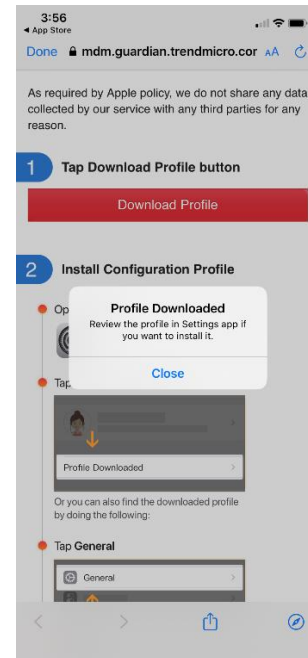 3:56
◀ App Store
Done mdm.guardian.trendmicro.cor AA
As required by Apple policy, we do not share any data
collected by our service with any third parties for any
reason.
1 Tap Download Profile button
Download Profile
2 Install Configuration Profile
Op
Profile Downloaded
Review the profile in Settings app if
you want to install it.
Close
Tap
Profile Downloaded
Or you can also find the downloaded profile
by doing the following:
Tap General
General